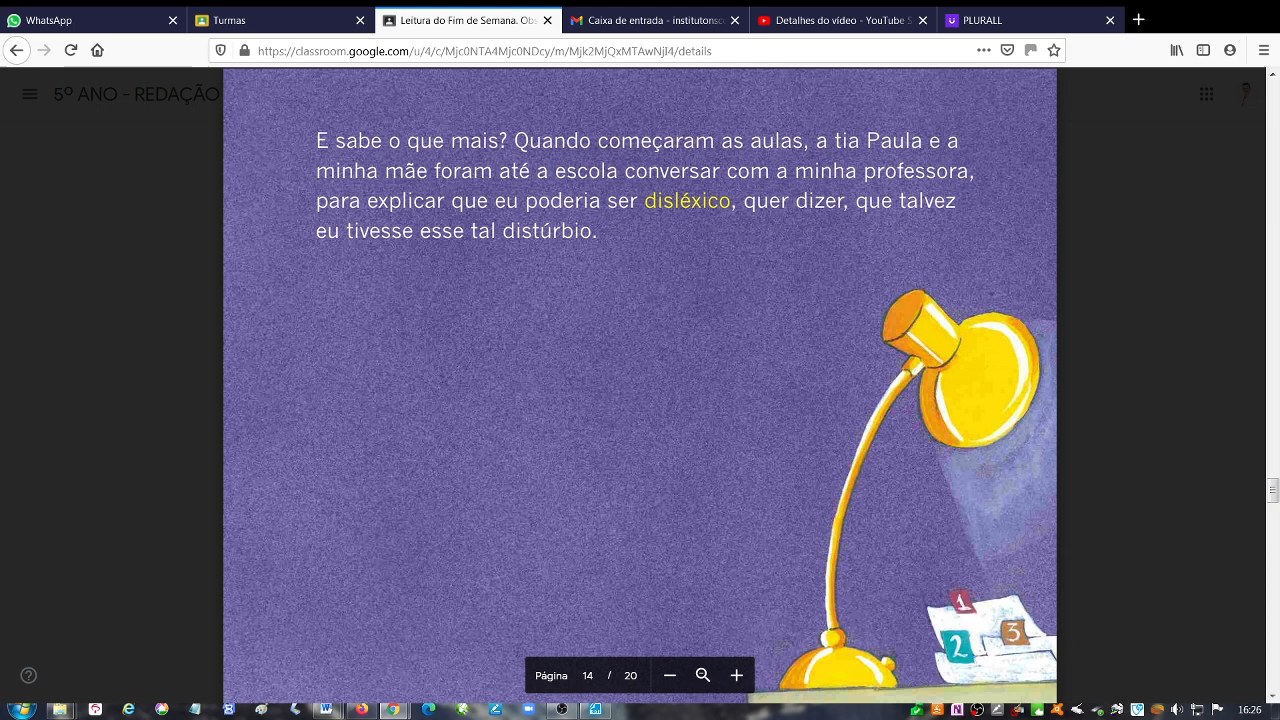 WhatsApp
Turmas
Leitura do Fim de Semana. Obs
Caixa de entrada - institutoisco
Detalhes do vídeo - YouTube S
PLURALL
https://classroom.google.com/u/4/c/Mjc0NTA4Mjc0NDcy/m/Mjk2MjQxMTAwNjI4/details
5º ANO - REDAÇÃO
E sabe o que mais? Quando começaram as aulas, a tia Paula e a
minha mãe foram até a escola conversar com a minha professora,
para explicar que eu poderia ser disléxico, quer dizer, que talvez
eu tivesse esse tal distúrbio.
1
2
3
Página 14 / 20
16:26